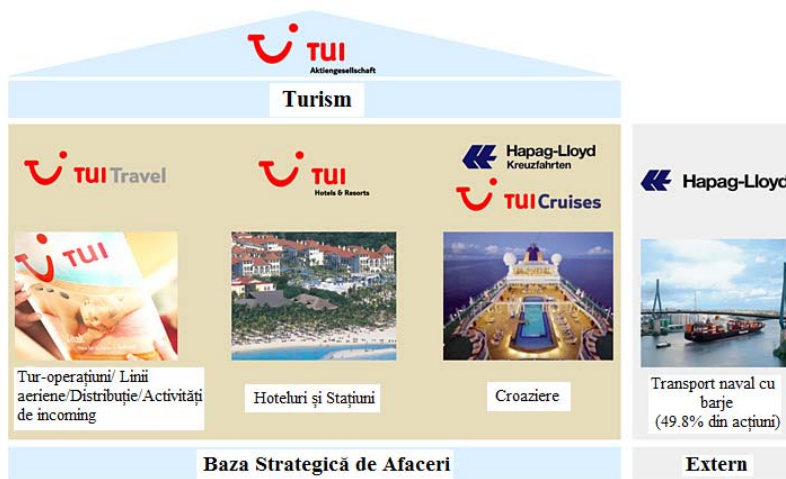 TUI
Aktiengesellschaft
Turism
TUI Travel
TUI
Hotels & Resorts
Hapag-Lloyd
Kreuzfahrten
TUI Cruises
Hapag-Lloyd
TUI
Tur-operațiuni/ Linii
aeriene/Distribuție/Activități
de incoming
Hoteluri și Stațiuni
Croaziere
Transport naval cu
barje
(49.8% din acțiuni)
Baza Strategică de Afaceri
Extern